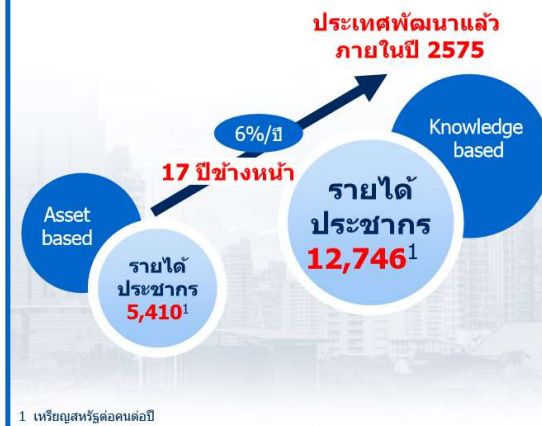 ประเทศพัฒนาแล้ว
ภายในปี 2575
6%/ปี
17 ปีข้างหน้า
Knowledge
based
Asset
based
รายได้
ประชากร
12,746¹
รายได้
ประชากร
5,410¹
1 เหรียญสหรัฐต่อคนต่อปี